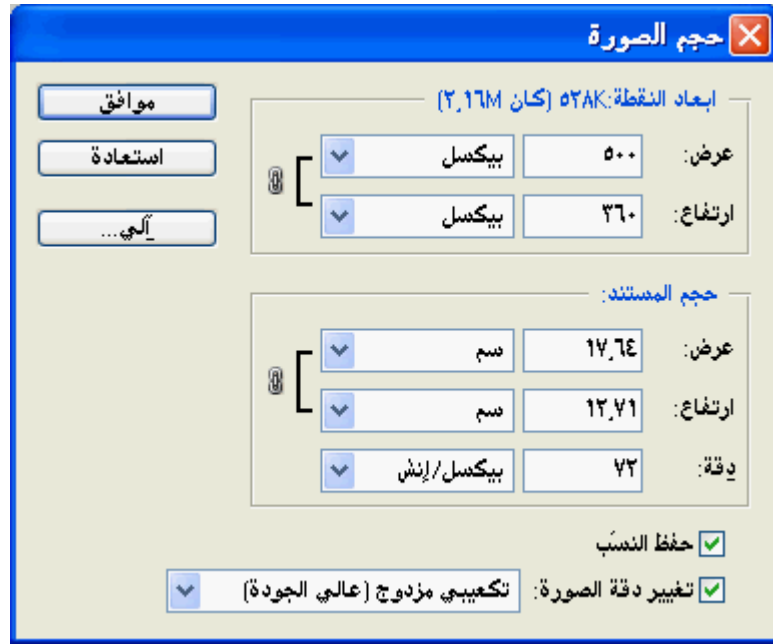 حجم الصورة
ابعاد النقطة:٥٢٨K (كان ٢,١٦M)
عرض: ٥٠٠ بيكسل
ارتفاع: ٣٦٠ بيكسل
حجم المستند:
عرض: ١٧,٦٤ سم
ارتفاع: ١٢,٧١ سم
دقة: ٧٢ بيكسل/إنش
حفظ النسَب
تغيير دقة الصورة: تكعيبي مزدوج (عالي الجودة)
موافق
استعادة
آلي...